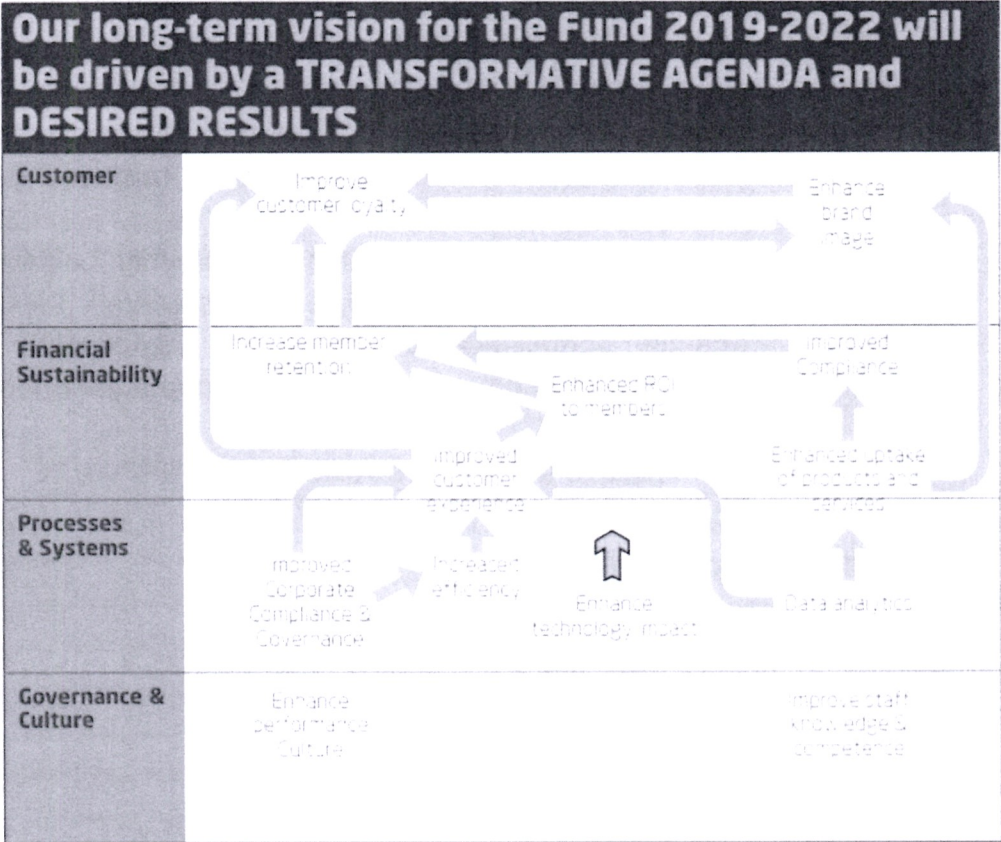 Our long-term vision for the Fund 2019-2022 will
be driven by a TRANSFORMATIVE AGENDA and
DESIRED RESULTS
Customer
Improve
customer loyalty
Enhance
brand
image
Financial
Sustainability
Increase member
retention
Improved
Compliance
Enhanced ROI
to members
Improved
customer
experience
Enhanced uptake
of products and
services
Processes
& Systems
Improved
Corporate
Compliance &
Governance
Increased
efficiency
Enhance
technology impact
Data analytics
Governance &
Culture
Enhance
performance
Culture
Improve staff
knowledge &
competence